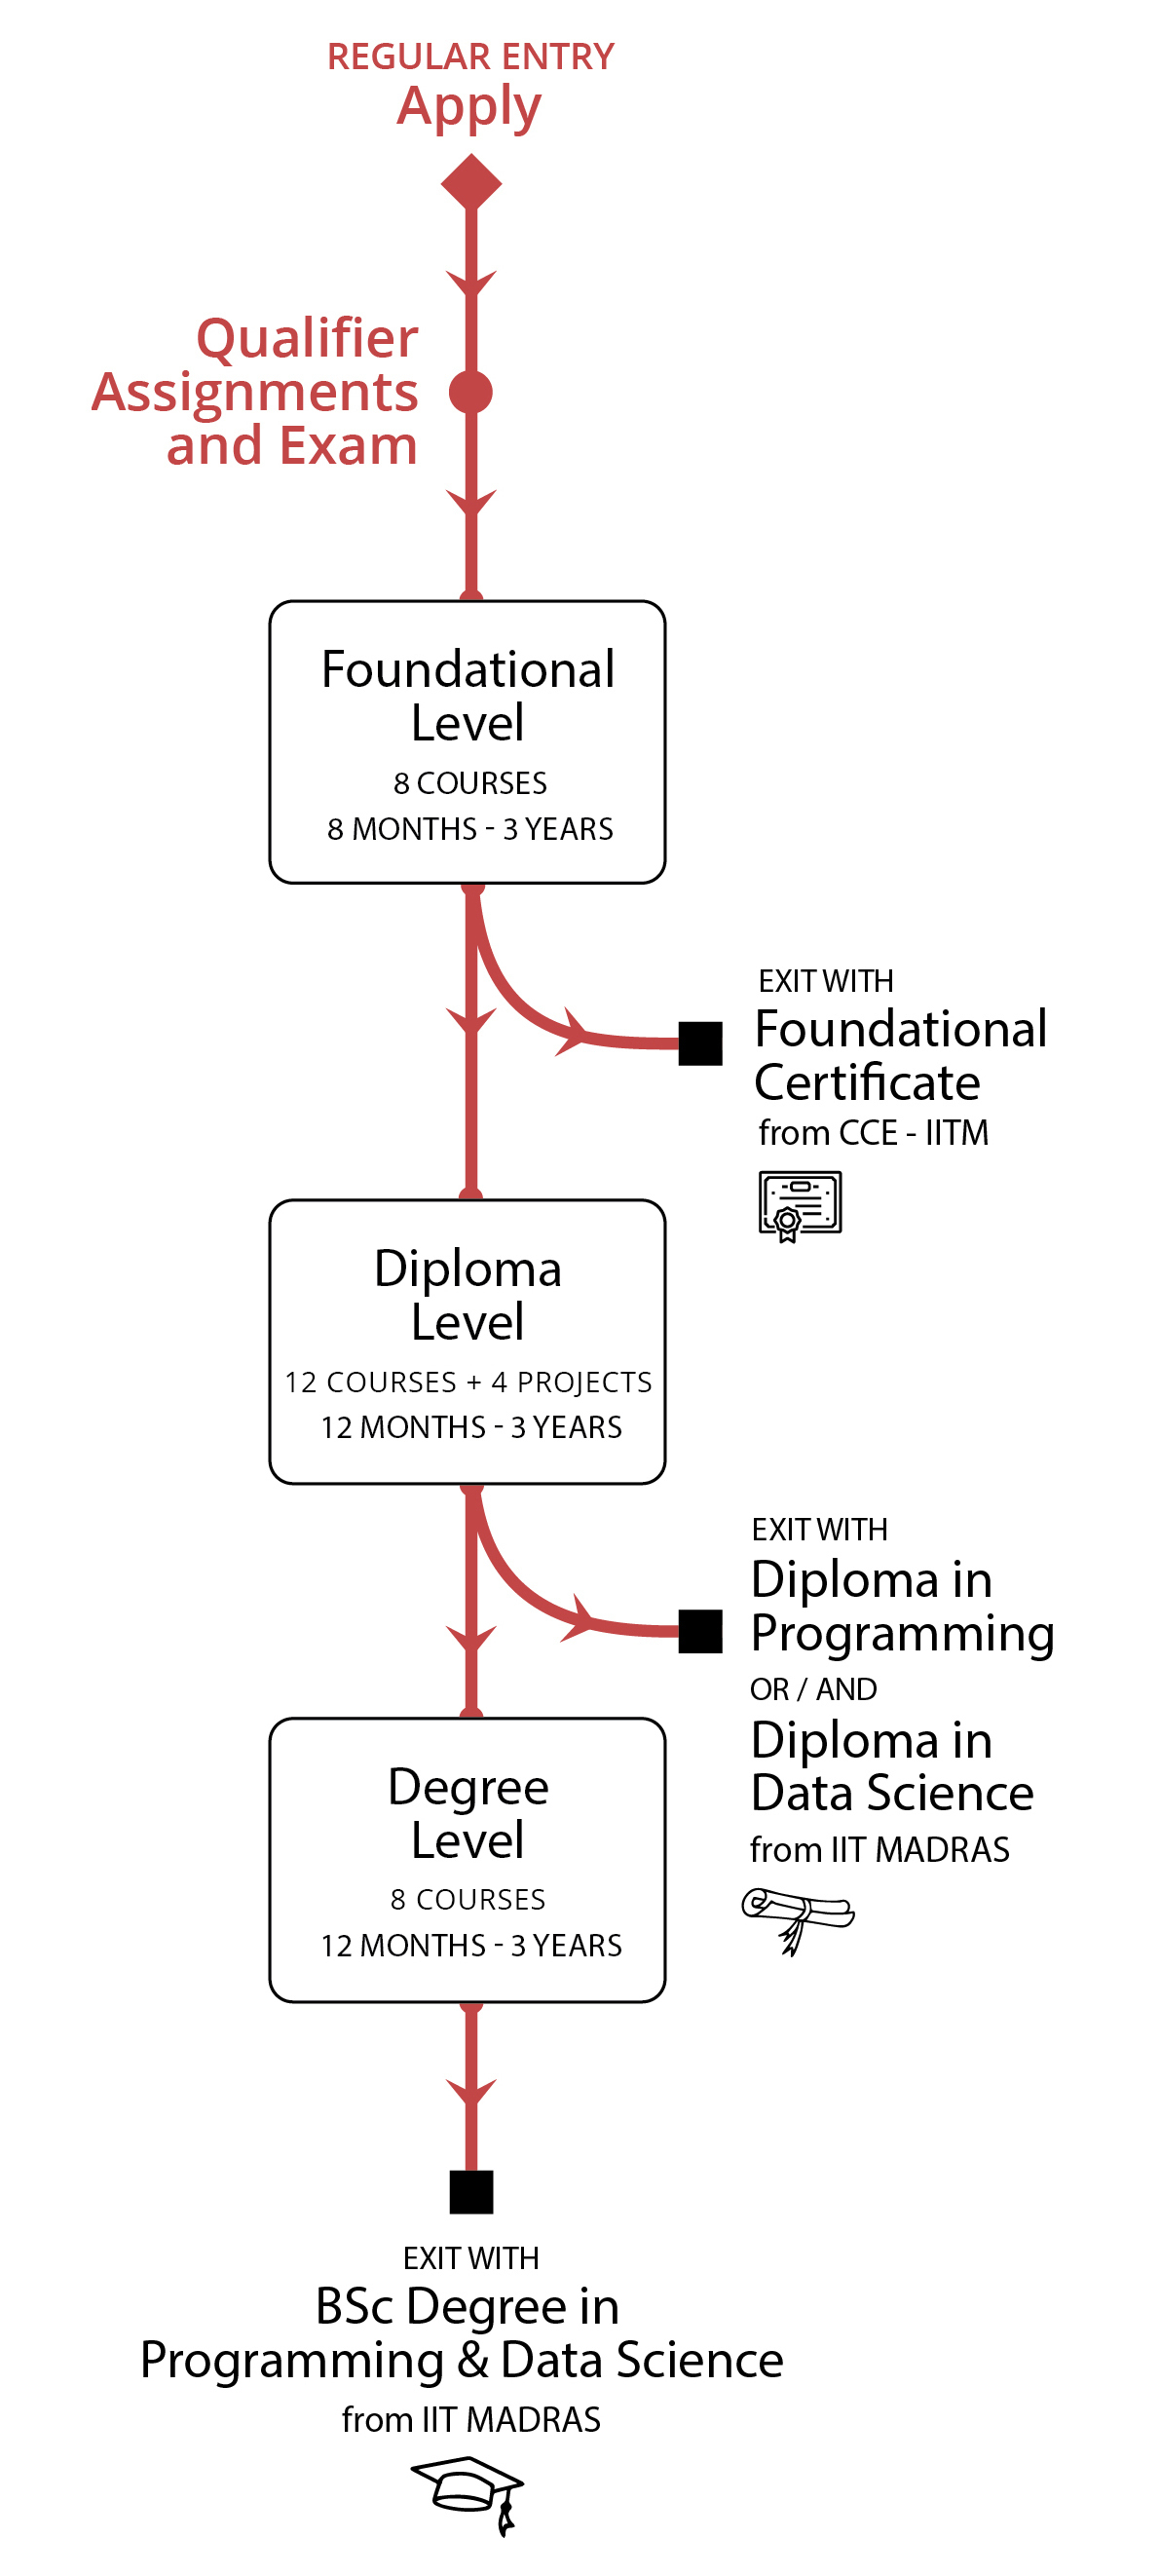 REGULAR ENTRY
Apply
Qualifier
Assignments
and Exam
Foundational
Level
8 COURSES
8 MONTHS - 3 YEARS
EXIT WITH
Foundational
Certificate
from CCE - IITM
Diploma
Level
12 COURSES + 4 PROJECTS
12 MONTHS - 3 YEARS
EXIT WITH
Diploma in
Programming
OR / AND
Diploma in
Data Science
from IIT MADRAS
Degree
Level
8 COURSES
12 MONTHS - 3 YEARS
EXIT WITH
BSc Degree in
Programming & Data Science
from IIT MADRAS